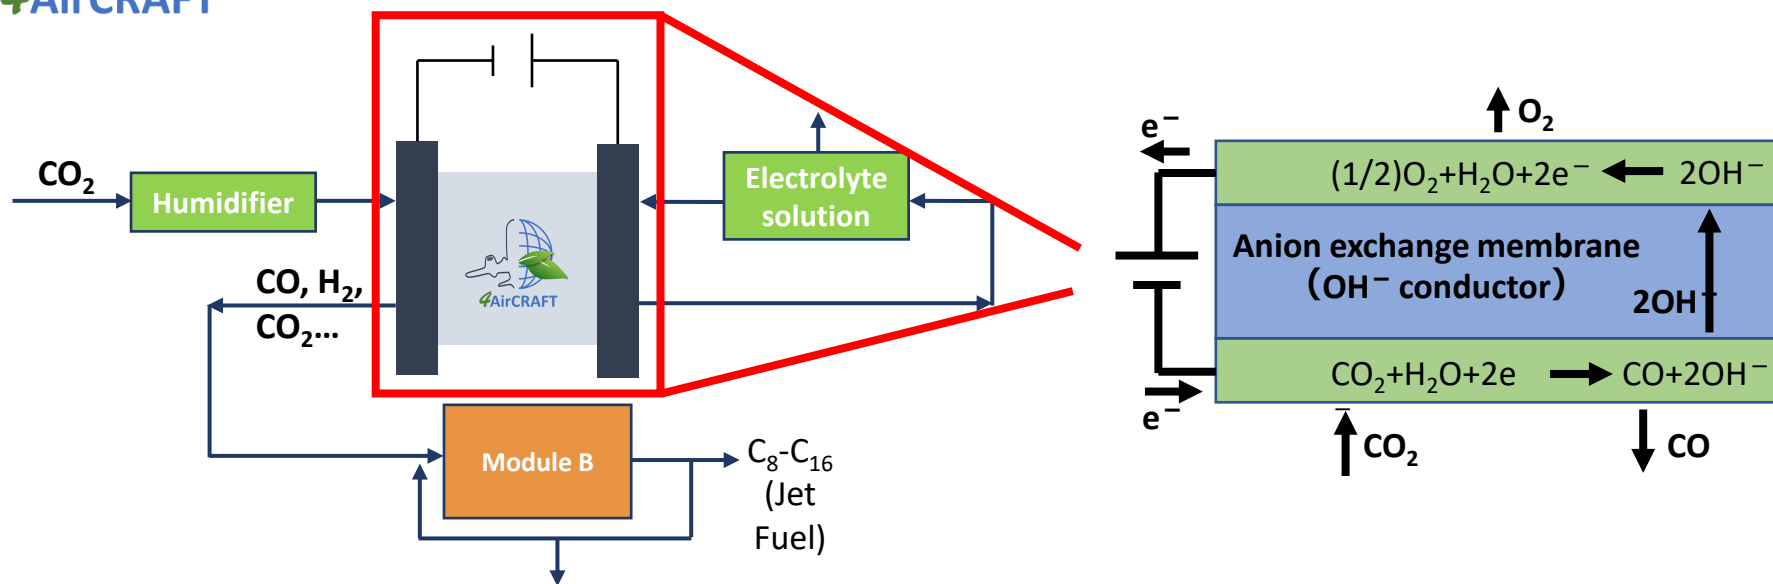 4AirCRAFT
CO₂
Humidifier
CO, H₂,
CO₂...
4AirCRAFT
Electrolyte
solution
Module B
C₈-C₁₆
(Jet
Fuel)
e⁻
O₂
(1/2)O₂+H₂O+2e⁻ ← 2OH⁻
Anion exchange membrane
(OH⁻ conductor)
2OH⁻
CO₂+H₂O+2e → CO+2OH⁻
e⁻
–
CO₂
CO